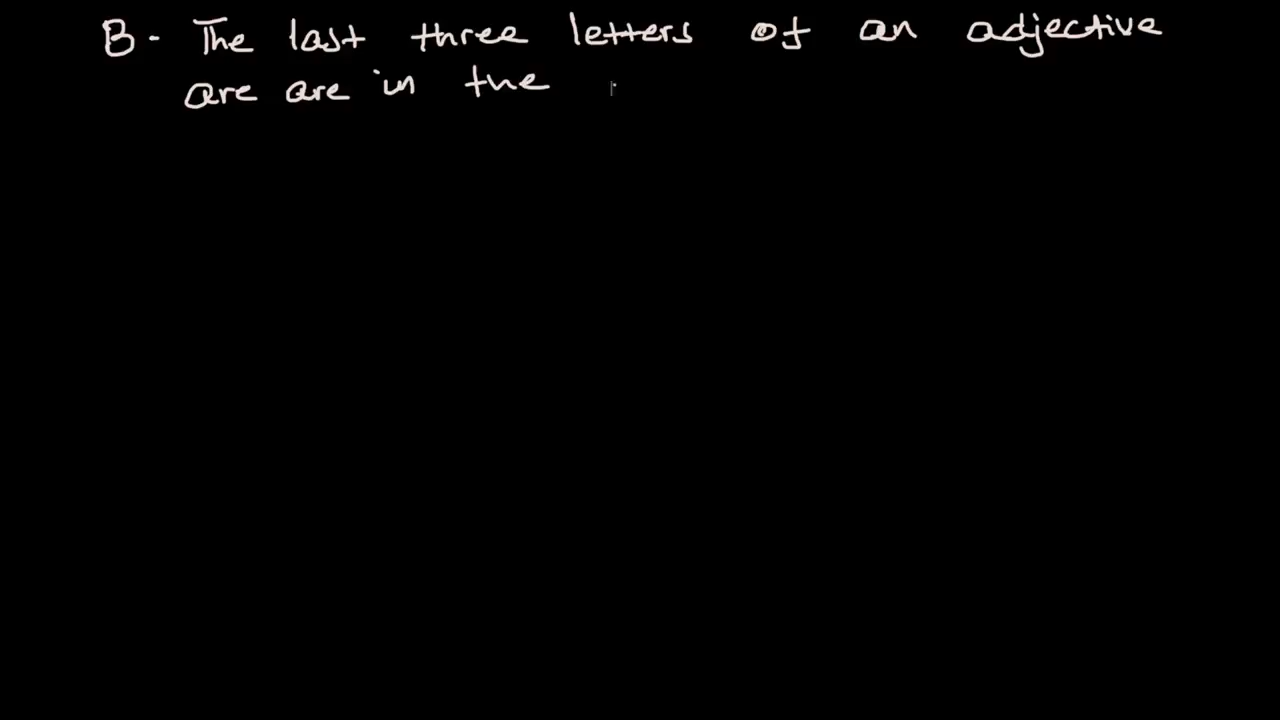 B - The last three letters of an adjective
are are in the